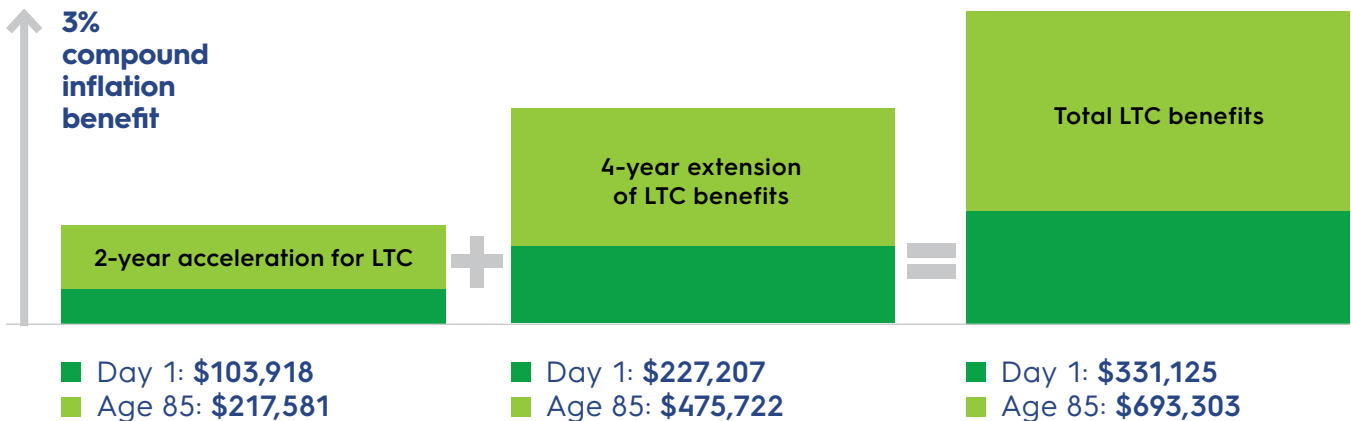 3%
compound
inflation
benefit
2-year acceleration for LTC
4-year extension
of LTC benefits
Total LTC benefits
Day 1: $103,918
Age 85: $217,581
Day 1: $227,207
Age 85: $475,722
Day 1: $331,125
Age 85: $693,303